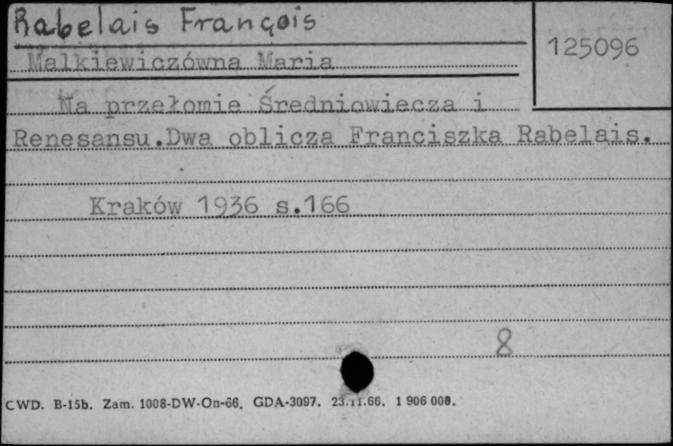 Rabelais François
125096
Malkiewiczówna Maria
Na przełomie Średniowiecza i
Renesansu.Dwa oblicza Franciszka Rabelais.
Kraków 1936 s.166
8
CWD. B-15b. Zam. 1008-DW-On-66. GDA-3097. 23.11.66. 1 906 000.